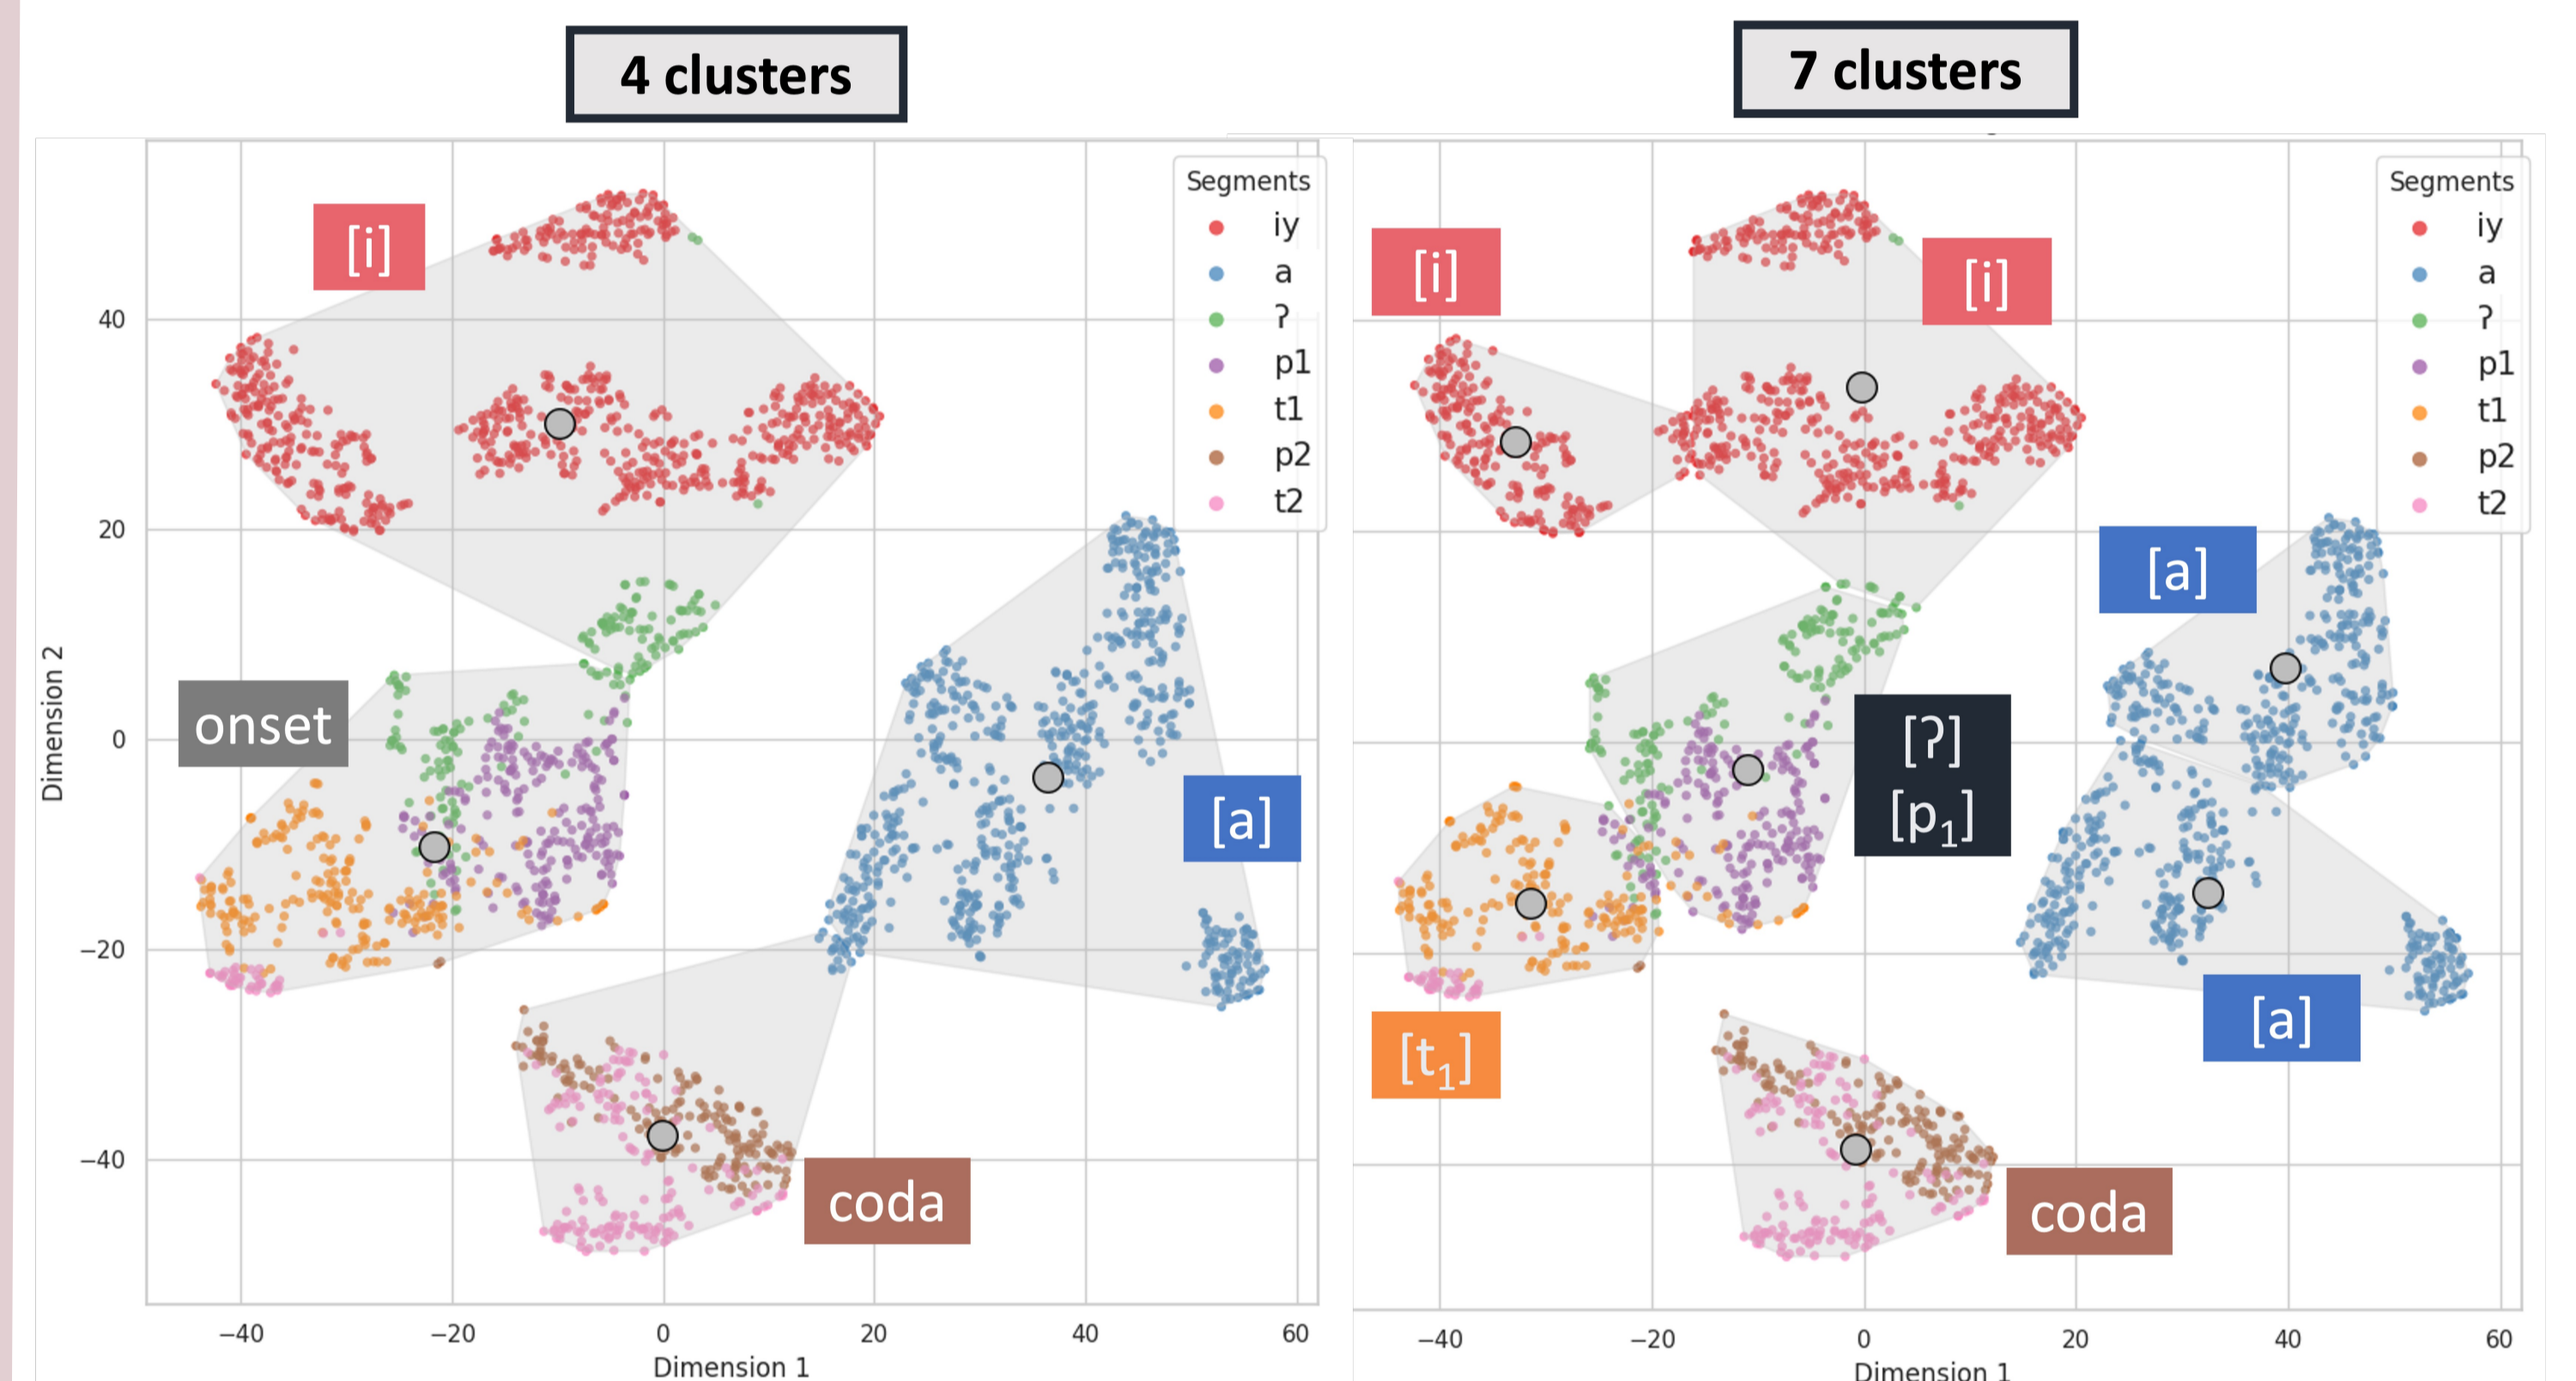 4 clusters
7 clusters
[i]
Segments
iy
a
ʔ
p1
t1
p2
t2
40
20
0
−20
−40
Dimension 2
onset
[a]
coda
−40
−20
0
20
40
60
Dimension 1
[i]
[i]
Segments
iy
a
ʔ
p1
t1
p2
t2
[a]
[ʔ]
[p1]
[t1]
[a]
coda
−40
−20
0
20
40
60
Dimension 1